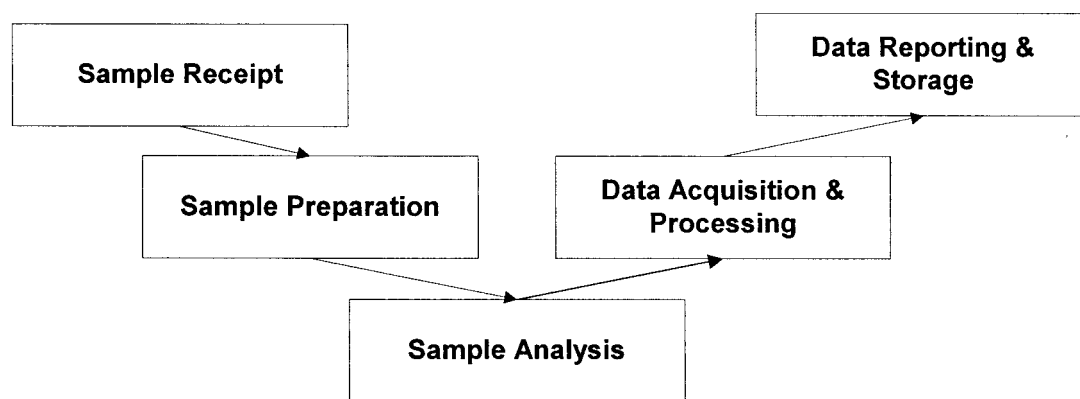 Sample Receipt
Sample Preparation
Sample Analysis
Data Acquisition &
Processing
Data Reporting &
Storage